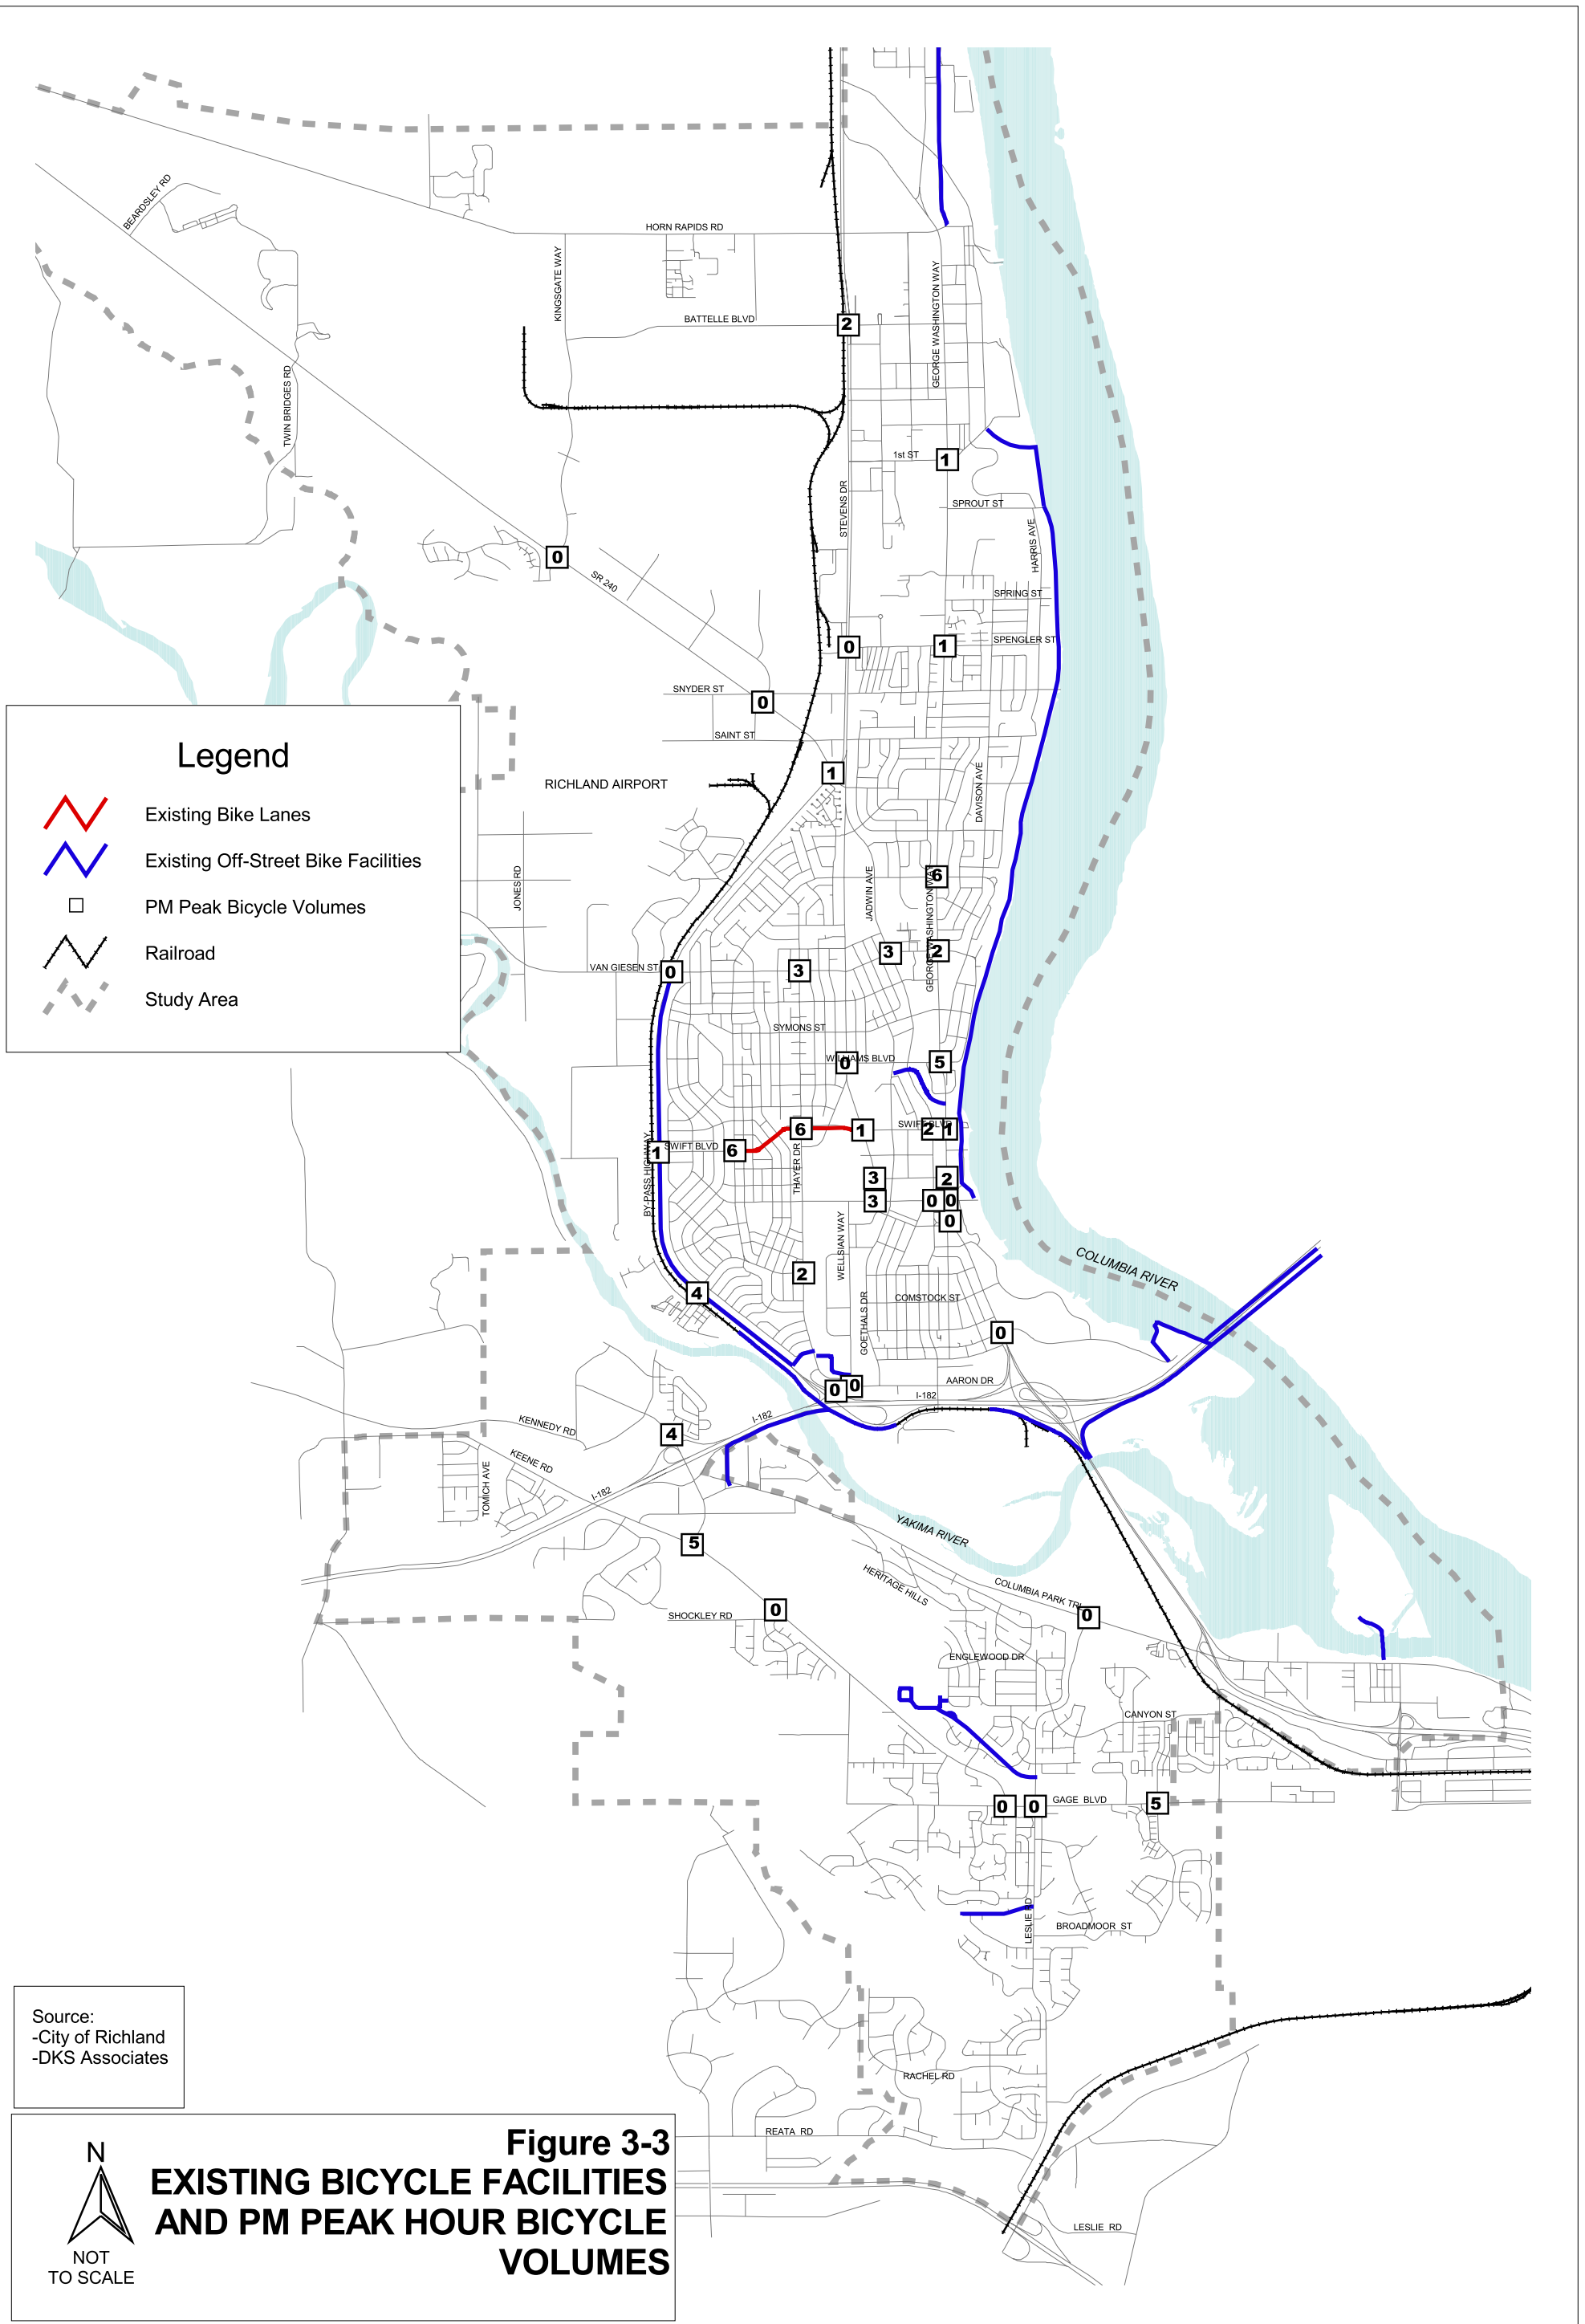 BEARDSLEY RD
HORN RAPIDS RD
KINGSGATE WAY
GEORGE WASHINGTON WAY
BATTELLE BLVD
2
TWIN BRIDGES RD
1st ST
1
STEVENS DR
SPROUT ST
HARRIS AVE
0
SR 240
SPRING ST
0
1
SPENGLER ST
SNYDER ST
0
SAINT ST
RICHLAND AIRPORT
1
DAVISON AVE
Legend
Existing Bike Lanes
Existing Off-Street Bike Facilities
PM Peak Bicycle Volumes
Railroad
Study Area
JONES RD
JADWIN AVE
6
GEORGE WASHINGTON WAY
3
2
VAN GIESEN ST
0
3
SYMONS ST
0
WILLIAMS BLVD
5
6
1
SWIFT BLVD
2
1
BY-PASS HIGHWAY
1
SWIFT BLVD
6
THAYER DR
3
2
3
0
0
0
WELLSIAN WAY
COLUMBIA RIVER
4
2
COMSTOCK ST
GOETHALS DR
0
AARON DR
0
0
I-182
I-182
KENNEDY RD
4
KEENE RD
TOMICH AVE
I-182
YAKIMA RIVER
5
HERITAGE HILLS
COLUMBIA PARK TRL
0
SHOCKLEY RD
0
ENGLEWOOD DR
CANYON ST
0
0
GAGE BLVD
5
LESLIE RD
BROADMOOR ST
Source:
-City of Richland
-DKS Associates
RACHEL RD
REATA RD
LESLIE RD
N
NOT
TO SCALE
Figure 3-3
EXISTING BICYCLE FACILITIES
AND PM PEAK HOUR BICYCLE
VOLUMES